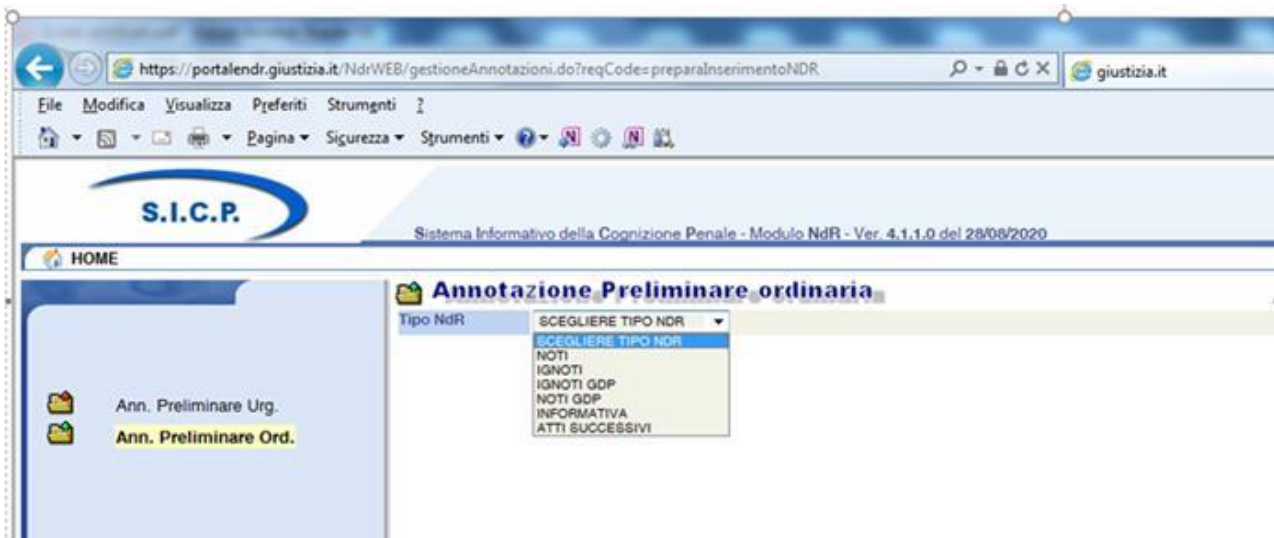 https://portalendr.giustizia.it/NdrWEB/gestioneAnnotazioni.do?reqCode=preparaInserimentoNDR
giustizia.it
File Modifica Visualizza Preferiti Strumenti ?
Pagina Sicurezza Strumenti
S.I.C.P.
Sistema Informativo della Cognizione Penale - Modulo NdR - Ver. 4.1.1.0 del 28/08/2020
HOME
Annotazione Preliminare ordinaria
Tipo NdR SCEGLIERE TIPO NDR
SCEGLIERE TIPO NDR
NOTI
IGNOTI
IGNOTI GDP
NOTI GDP
INFORMATIVA
ATTI SUCCESSIVI
Ann. Preliminare Urg.
Ann. Preliminare Ord.